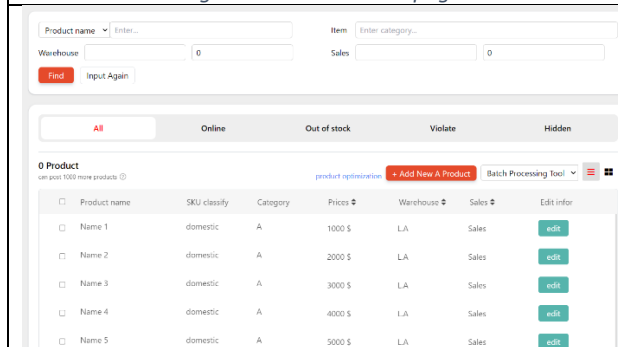 Product name Enter... Item Enter category...
Warehouse 0 Sales 0
Find Input Again
All Online Out of stock Violate Hidden
0 Product
can post 1000 more products
product optimization + Add New A Product Batch Processing Tool
Product name SKU classify Category Prices Warehouse Sales Edit infor
Name 1 domestic A 1000 $ L.A Sales edit
Name 2 domestic A 2000 $ L.A Sales edit
Name 3 domestic A 3000 $ L.A Sales edit
Name 4 domestic A 4000 $ L.A Sales edit
Name 5 domestic A 5000 $ L.A Sales edit